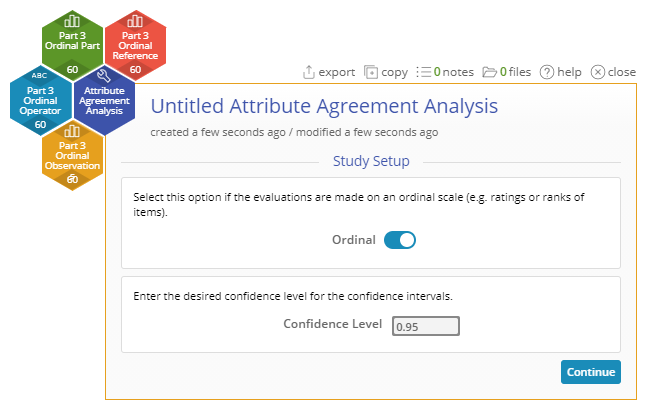 Part 3
Ordinal Part
60
Part 3
Ordinal
Reference
60
ABC
Part 3
Ordinal
Operator
60
Attribute
Agreement
Analysis
Part 3
Ordinal
Observation
60
export copy 0 notes 0 files help close
Untitled Attribute Agreement Analysis
created a few seconds ago / modified a few seconds ago
Study Setup
Select this option if the evaluations are made on an ordinal scale (e.g. ratings or ranks of
items).
Ordinal
Enter the desired confidence level for the confidence intervals.
Confidence Level 0.95
Continue